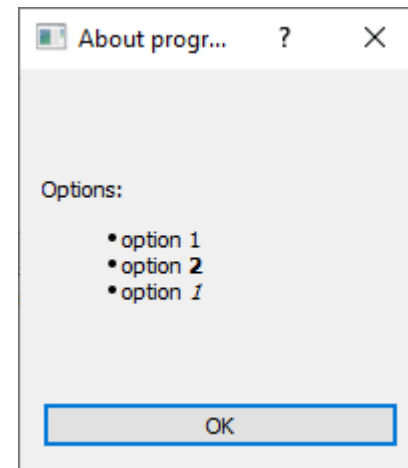 About progr... ?
Options:
• option 1
• option 2
• option 1
OK